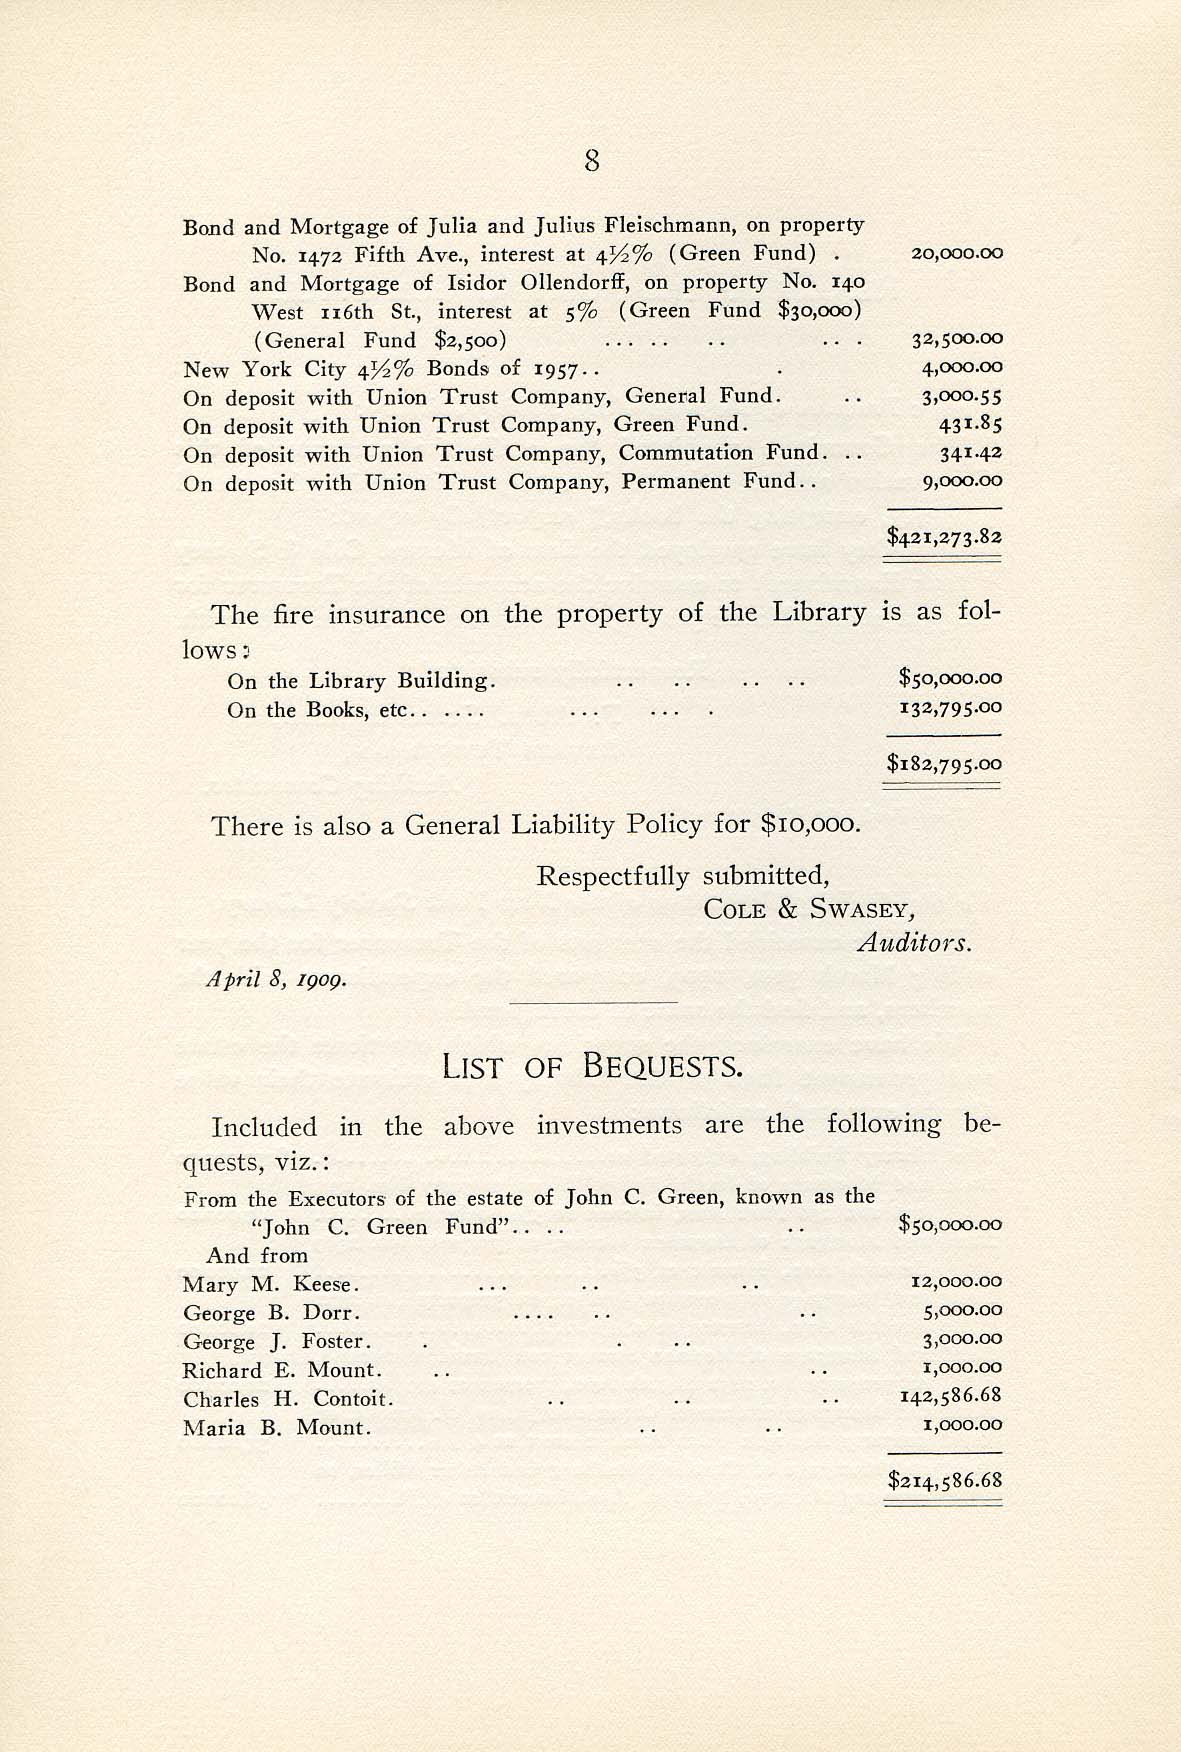 8
Bond and Mortgage of Julia and Julius Fleischmann, on property
No. 1472 Fifth Ave., interest at 4½% (Green Fund) . 20,000.00
Bond and Mortgage of Isidor Ollendorff, on property No. 140
West 116th St., interest at 5% (Green Fund $30,000)
(General Fund $2,500) ... .. .. .. . 32,500.00
New York City 4½% Bonds of 1957.. . 4,000.00
On deposit with Union Trust Company, General Fund. .. 3,000.55
On deposit with Union Trust Company, Green Fund. 431.85
On deposit with Union Trust Company, Commutation Fund. .. 341.42
On deposit with Union Trust Company, Permanent Fund.. 9,000.00
$421,273.82
The fire insurance on the property of the Library is as fol-
lows:
On the Library Building. .. .. .. .. $50,000.00
On the Books, etc.. .... ... ... . 132,795.00
$182,795.00
There is also a General Liability Policy for $10,000.
Respectfully submitted,
Cole & Swasey,
Auditors.
April 8, 1909.
List of Bequests.
Included in the above investments are the following be-
quests, viz.:
From the Executors of the estate of John C. Green, known as the
"John C. Green Fund".. .. .. $50,000.00
And from
Mary M. Keese. ... .. .. 12,000.00
George B. Dorr. .... .. .. 5,000.00
George J. Foster. . . .. 3,000.00
Richard E. Mount. .. .. 1,000.00
Charles H. Contoit. .. .. .. 142,586.68
Maria B. Mount. .. .. 1,000.00
$214,586.68